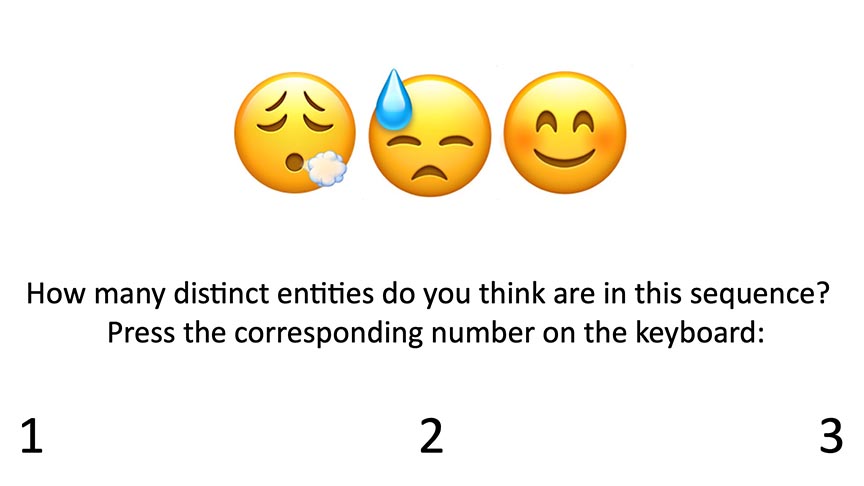 How many distinct entities do you think are in this sequence?
Press the corresponding number on the keyboard:
1 2 3